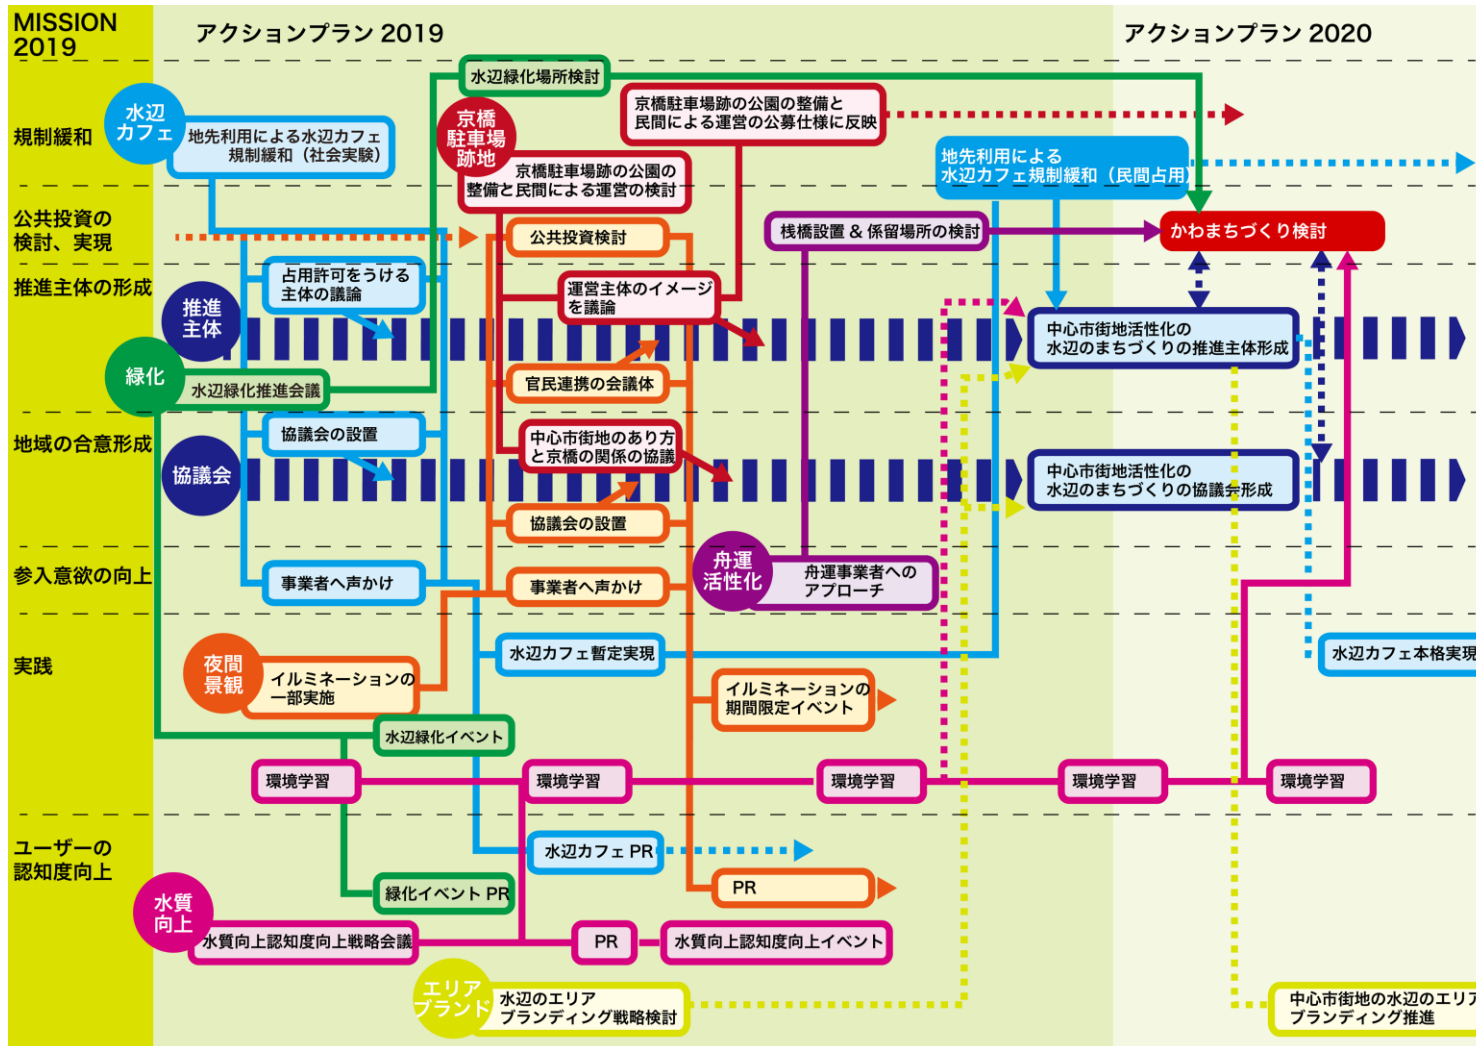 MISSION
2019
アクションプラン 2019
アクションプラン 2020
水辺緑化場所検討
規制緩和
水辺
カフェ
地先利用による水辺カフェ
規制緩和（社会実験）
京橋
駐車場
跡地
京橋駐車場跡の公園の
整備と民間による運営の検討
京橋駐車場跡の公園の整備と
民間による運営の公募仕様に反映
地先利用による
水辺カフェ規制緩和（民間占用）
公共投資の
検討、実現
公共投資検討
桟橋設置 & 係留場所の検討
かわまちづくり検討
推進主体の形成
占用許可をうける
主体の議論
運営主体のイメージ
を議論
推進
主体
中心市街地活性化の
水辺のまちづくりの推進主体形成
緑化
水辺緑化推進会議
官民連携の会議体
地域の合意形成
協議会の設置
中心市街地のあり方
と京橋の関係の協議
協議会
中心市街地活性化の
水辺のまちづくりの協議会形成
協議会の設置
参入意欲の向上
事業者へ声かけ
事業者へ声かけ
舟運
活性化
舟運事業者への
アプローチ
実践
夜間
景観
イルミネーションの
一部実施
水辺カフェ暫定実現
水辺カフェ本格実現
イルミネーションの
期間限定イベント
水辺緑化イベント
環境学習
環境学習
環境学習
環境学習
環境学習
ユーザーの
認知度向上
水辺カフェ PR
緑化イベント PR
PR
水質
向上
水質向上認知度向上戦略会議
PR
水質向上認知度向上イベント
エリア
ブランド
水辺のエリア
ブランディング戦略検討
中心市街地の水辺のエリア
ブランディング推進